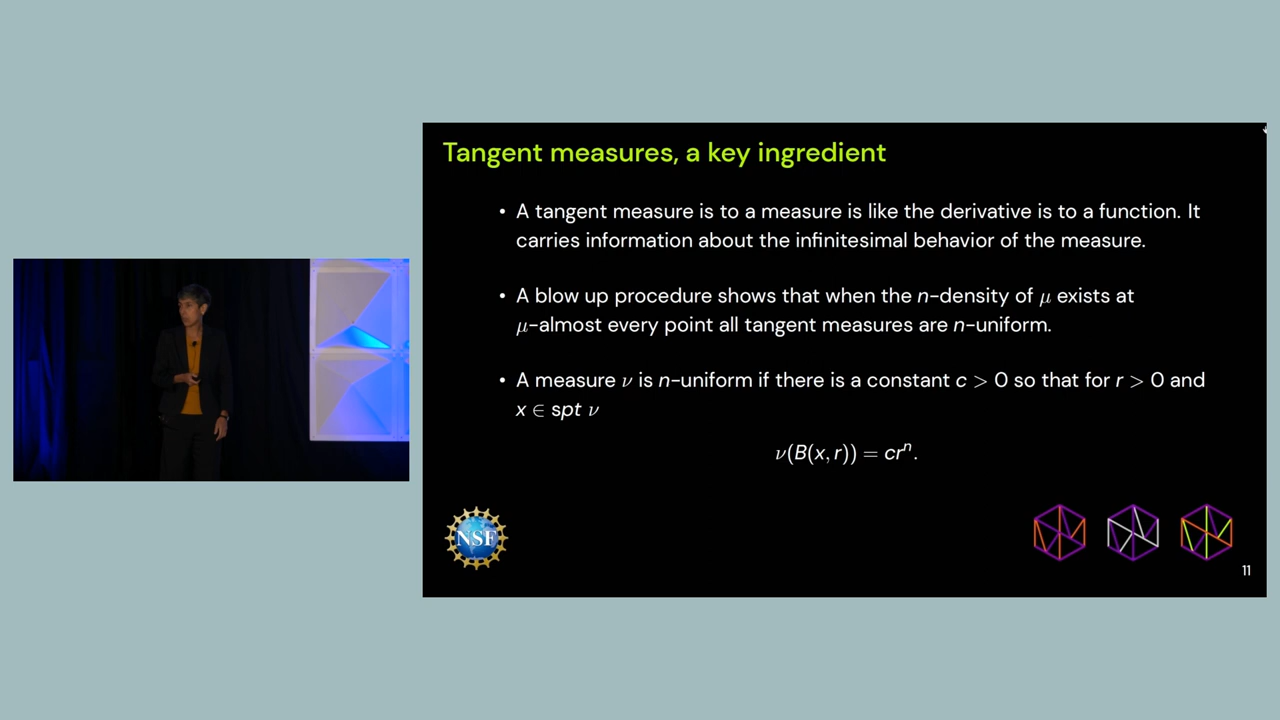 Tangent measures, a key ingredient
• A tangent measure is to a measure is like the derivative is to a function. It
carries information about the infinitesimal behavior of the measure.
• A blow up procedure shows that when the n-density of μ exists at
μ-almost every point all tangent measures are n-uniform.
• A measure ν is n-uniform if there is a constant c > 0 so that for r > 0 and
x ∈ spt ν
ν(B(x, r)) = crⁿ.
NSF
11